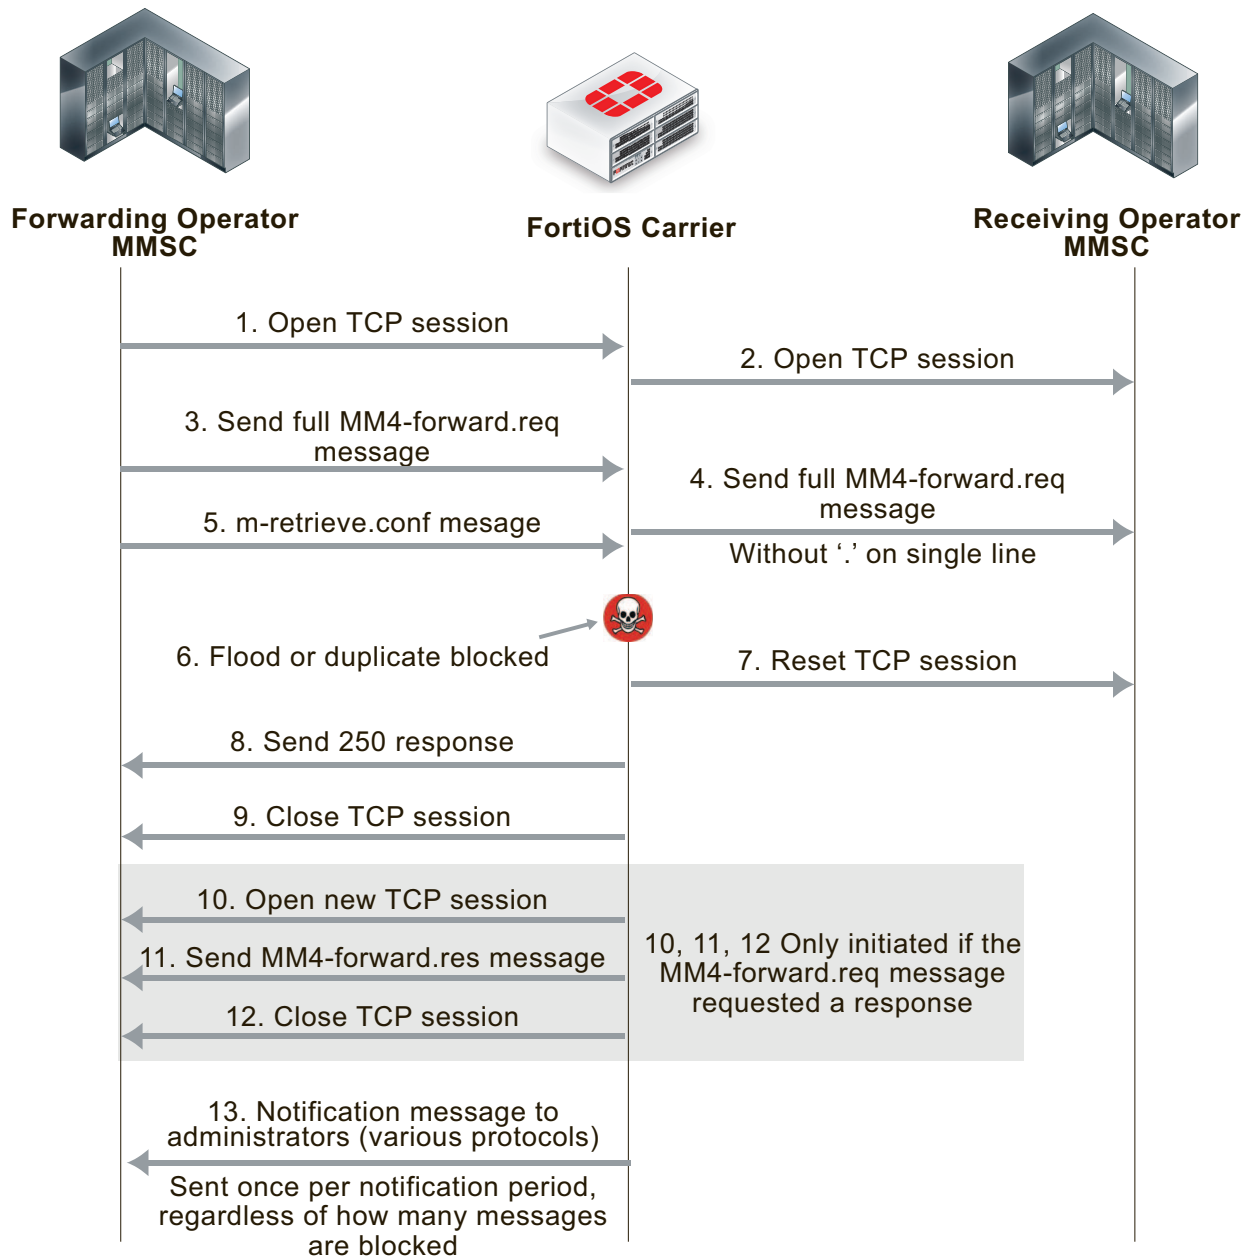 Forwarding Operator
MMSC
FortiOS Carrier
Receiving Operator
MMSC
1. Open TCP session
2. Open TCP session
3. Send full MM4-forward.req
message
4. Send full MM4-forward.req
message
Without ‘.’ on single line
5. m-retrieve.conf mesage
6. Flood or duplicate blocked
7. Reset TCP session
8. Send 250 response
9. Close TCP session
10. Open new TCP session
11. Send MM4-forward.res message
12. Close TCP session
10, 11, 12 Only initiated if the
MM4-forward.req message
requested a response
13. Notification message to
administrators (various protocols)
Sent once per notification period,
regardless of how many messages
are blocked